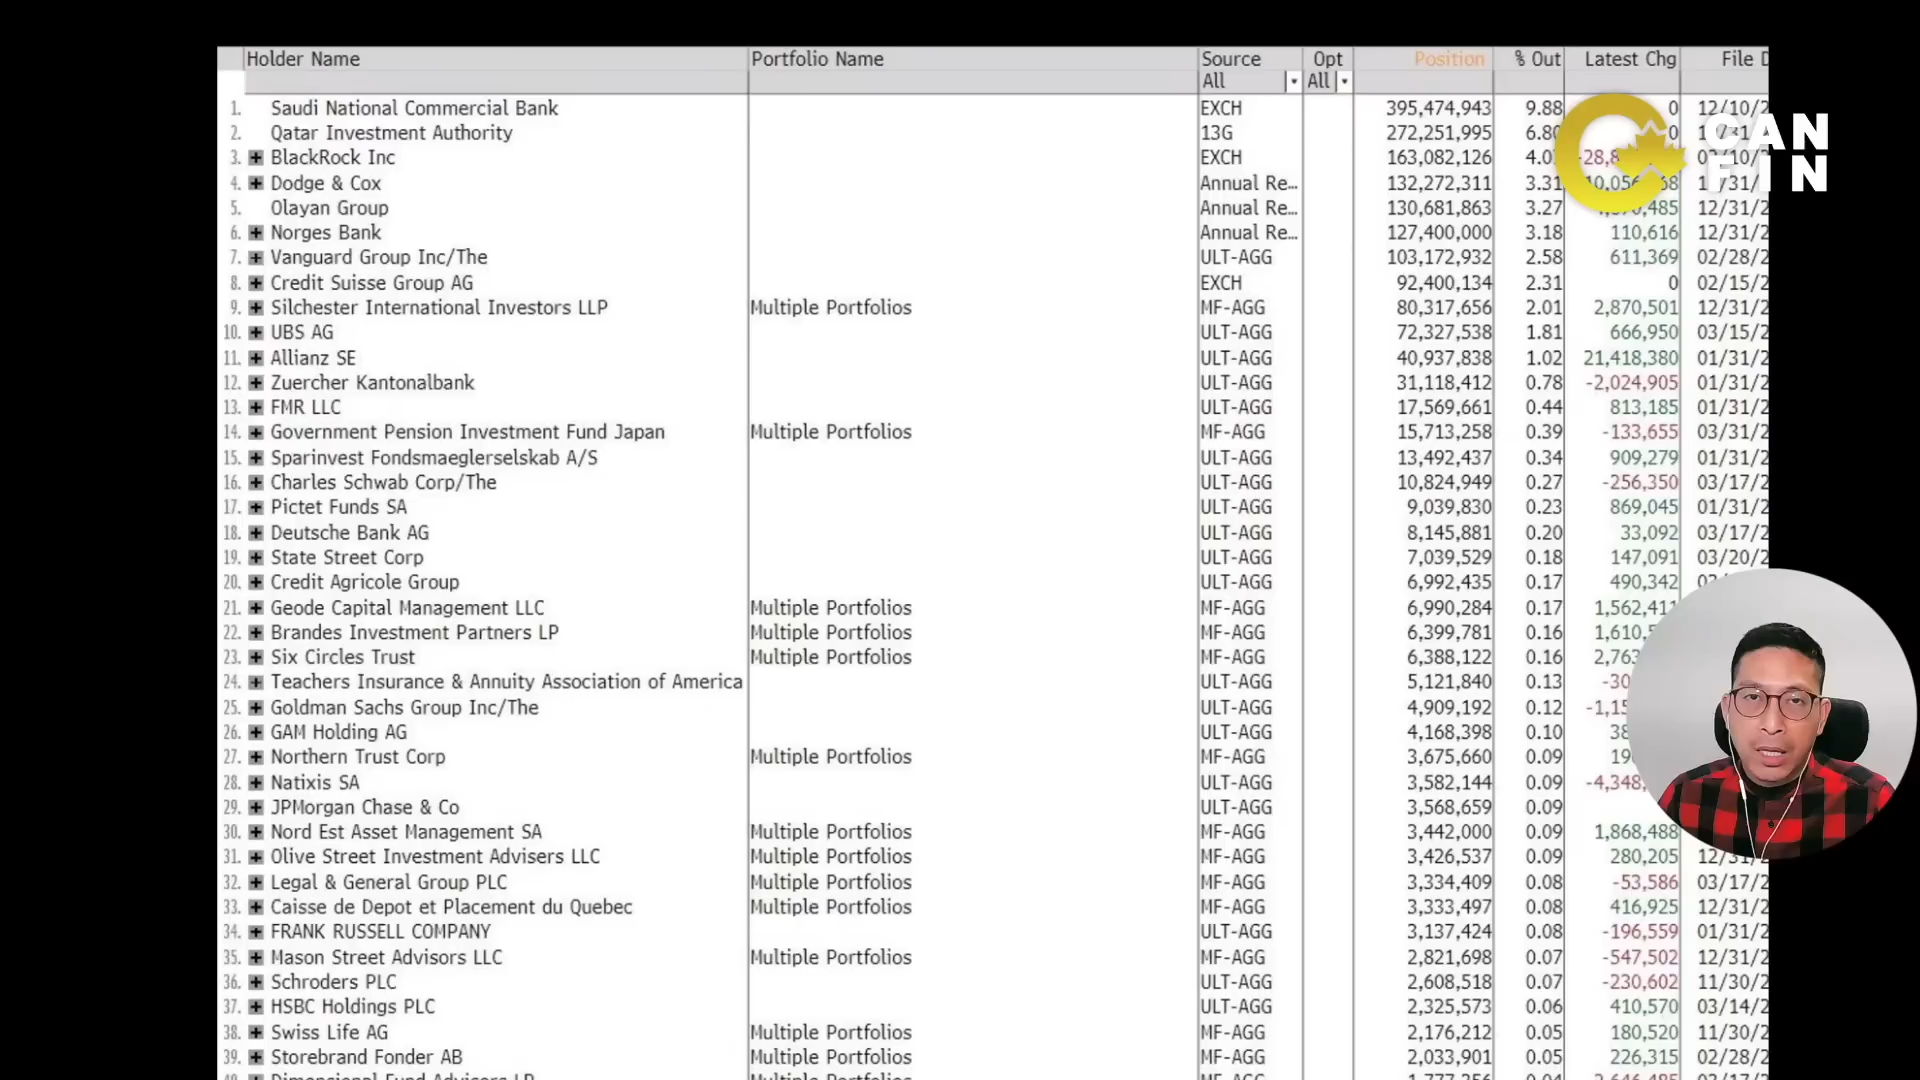 Holder Name Portfolio Name Source Opt Position % Out Latest Chg File D
All All
1. Saudi National Commercial Bank EXCH 395,474,943 9.88 0 12/10/2
2. Qatar Investment Authority 13G 272,251,995 6.80 0
3. BlackRock Inc EXCH 163,082,126
4. Dodge & Cox Annual Re... 132,272,311 3.31
5. Olayan Group Annual Re... 130,681,863 3.27 12/31/2
6. Norges Bank Annual Re... 127,400,000 3.18 110,616 12/31/2
7. Vanguard Group Inc/The ULT-AGG 103,172,932 2.58 611,369 02/28/2
8. Credit Suisse Group AG EXCH 92,400,134 2.31 0 02/15/2
9. Silchester International Investors LLP Multiple Portfolios MF-AGG 80,317,656 2.01 2,870,501 12/31/2
10. UBS AG ULT-AGG 72,327,538 1.81 666,950 03/15/2
11. Allianz SE ULT-AGG 40,937,838 1.02 21,418,380 01/31/2
12. Zuercher Kantonalbank ULT-AGG 31,118,412 0.78 -2,024,905 01/31/2
13. FMR LLC ULT-AGG 17,569,661 0.44 813,185 01/31/2
14. Government Pension Investment Fund Japan Multiple Portfolios MF-AGG 15,713,258 0.39 -133,655 03/31/2
15. Sparinvest Fondsmaeglerselskab A/S ULT-AGG 13,492,437 0.34 909,279 01/31/2
16. Charles Schwab Corp/The ULT-AGG 10,824,949 0.27 -256,350 03/17/2
17. Pictet Funds SA ULT-AGG 9,039,830 0.23 869,045 01/31/2
18. Deutsche Bank AG ULT-AGG 8,145,881 0.20 33,092 03/17/2
19. State Street Corp ULT-AGG 7,039,529 0.18 147,091 03/20/2
20. Credit Agricole Group ULT-AGG 6,992,435 0.17 490,342
21. Geode Capital Management LLC Multiple Portfolios MF-AGG 6,990,284 0.17 1,562,411
22. Brandes Investment Partners LP Multiple Portfolios MF-AGG 6,399,781 0.16 1,610,
23. Six Circles Trust Multiple Portfolios MF-AGG 6,388,122 0.16 2,763
24. Teachers Insurance & Annuity Association of America ULT-AGG 5,121,840 0.13 -30
25. Goldman Sachs Group Inc/The ULT-AGG 4,909,192 0.12 -1,15
26. GAM Holding AG ULT-AGG 4,168,398 0.10 38
27. Northern Trust Corp Multiple Portfolios MF-AGG 3,675,660 0.09 19
28. Natixis SA ULT-AGG 3,582,144 0.09 -4,348,
29. JPMorgan Chase & Co ULT-AGG 3,568,659 0.09
30. Nord Est Asset Management SA Multiple Portfolios MF-AGG 3,442,000 0.09 1,868,488
31. Olive Street Investment Advisers LLC Multiple Portfolios MF-AGG 3,426,537 0.09 280,205 12/31/2
32. Legal & General Group PLC Multiple Portfolios MF-AGG 3,334,409 0.08 -53,586 03/17/2
33. Caisse de Depot et Placement du Quebec Multiple Portfolios MF-AGG 3,333,497 0.08 416,925 12/31/2
34. FRANK RUSSELL COMPANY ULT-AGG 3,137,424 0.08 -196,559 01/31/2
35. Mason Street Advisors LLC Multiple Portfolios MF-AGG 2,821,698 0.07 -547,502 12/31/2
36. Schroders PLC ULT-AGG 2,608,518 0.07 -230,602 11/30/2
37. HSBC Holdings PLC ULT-AGG 2,325,573 0.06 410,570 03/14/2
38. Swiss Life AG Multiple Portfolios MF-AGG 2,176,212 0.05 180,520 11/30/2
39. Storebrand Fonder AB Multiple Portfolios MF-AGG 2,033,901 0.05 226,315 02/28/2
CAN
FIN